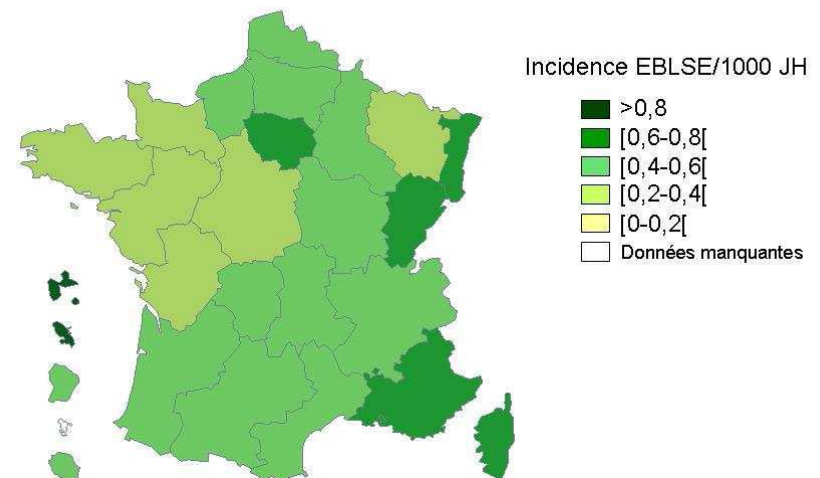 Incidence EBLSE/1000 JH
>0,8
[0,6-0,8[
[0,4-0,6[
[0,2-0,4[
[0-0,2[
Données manquantes